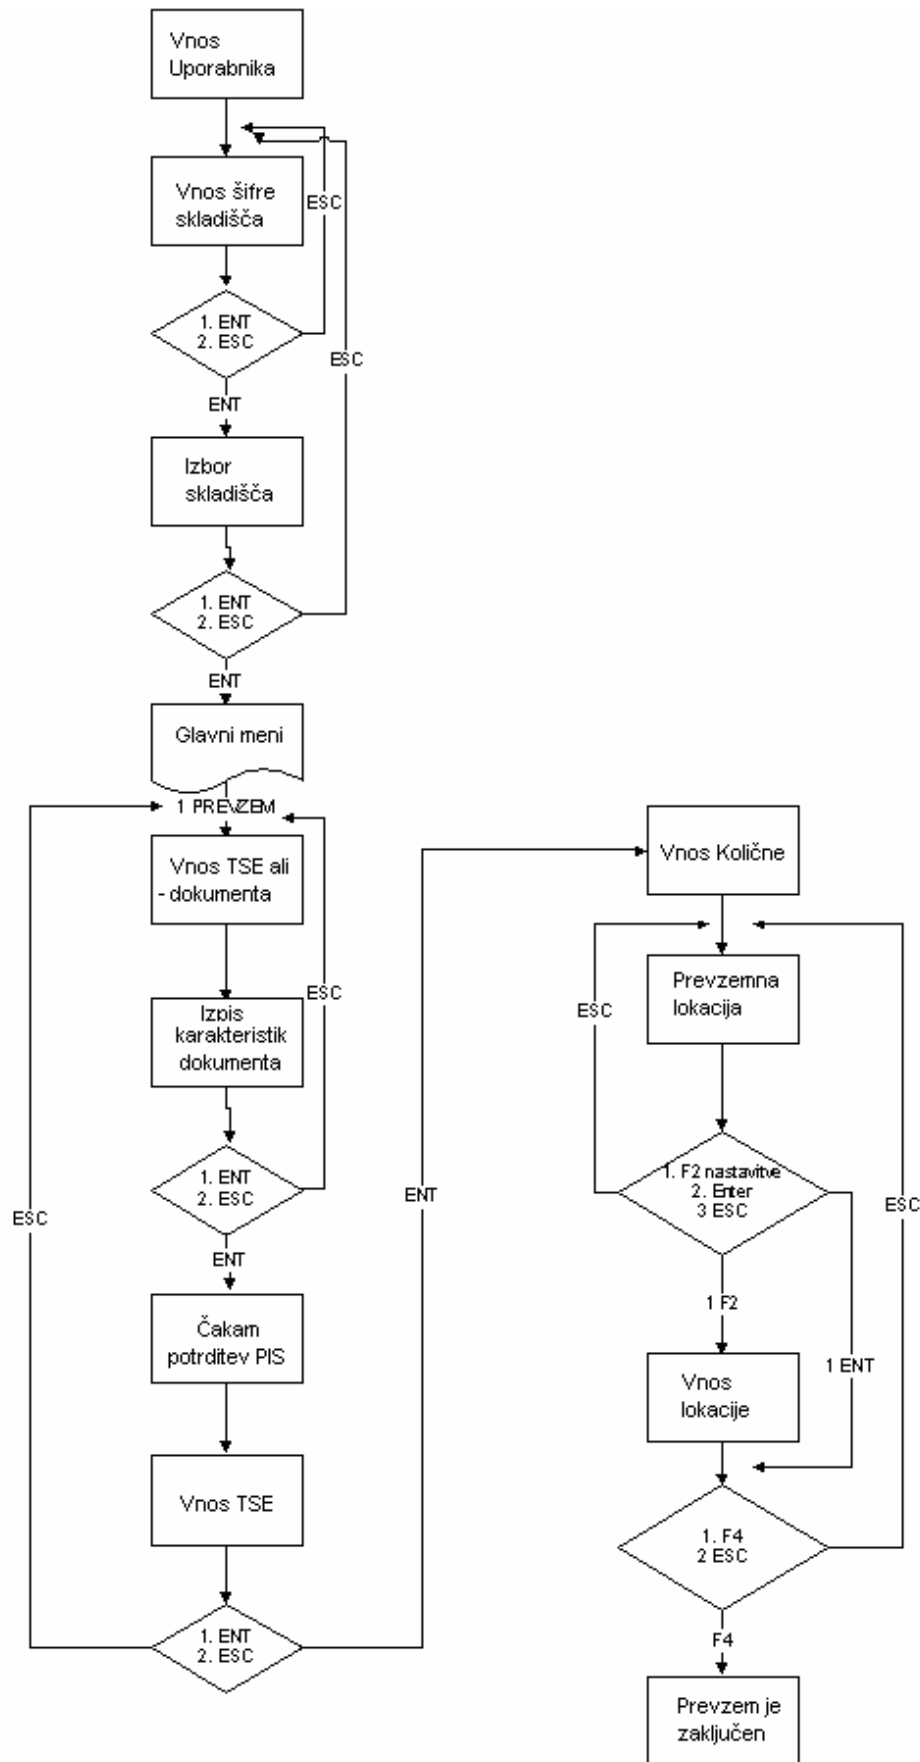 Vnos
Uporabnika
Vnos šifre
skladišča
ESC
1. ENT
2. ESC
ESC
ENT
Izbor
skladišča
1. ENT
2. ESC
ENT
Glavni meni
1 PREVZEM
Vnos TSE ali
- dokumenta
ESC
Izpis
karakteristik
dokumenta
1. ENT
2. ESC
ESC
ENT
ENT
Čakam
potrditev PIS
Vnos TSE
1. ENT
2. ESC
Vnos Količne
Prevzemna
lokacija
ESC
1. F2 nastavitve
2. Enter
3 ESC
ESC
1 F2
1 ENT
Vnos
lokacije
1. F4
2 ESC
F4
Prevzem je
zaključen